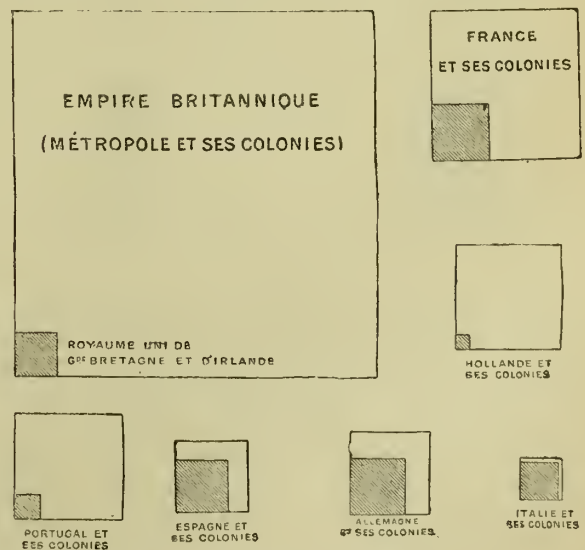 EMPIRE BRITANNIQUE
(MÉTROPOLE ET SES COLONIES)
ROYAUME UNI DE
GDE BRETAGNE ET D'IRLANDE
FRANCE
ET SES COLONIES
HOLLANDE ET
SES COLONIES
PORTUGAL ET
SES COLONIES
ESPAGNE ET
SES COLONIES
ALLEMAGNE
ET SES COLONIES
ITALIE ET
SES COLONIES